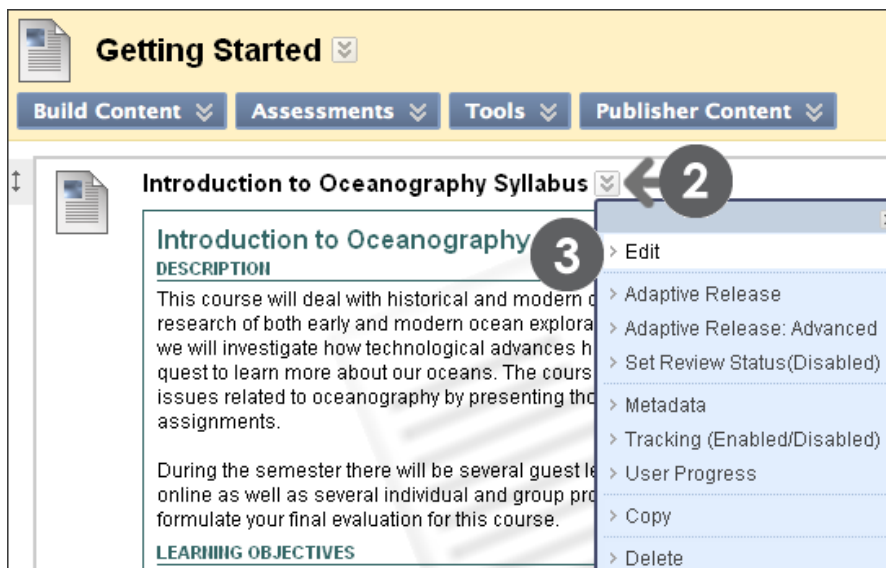 Getting Started
Build Content Assessments Tools Publisher Content
Introduction to Oceanography Syllabus 2
Introduction to Oceanography
3 Edit
DESCRIPTION
Adaptive Release
This course will deal with historical and modern
Adaptive Release: Advanced
research of both early and modern ocean
we will investigate how technological advances
Set Review Status(Disabled)
quest to learn more about our oceans. The
issues related to oceanography by presenting
Metadata
assignments.
Tracking (Enabled/Disabled)
During the semester there will be several guest
User Progress
online as well as several individual and group
formulate your final evaluation for this course.
Copy
LEARNING OBJECTIVES
Delete